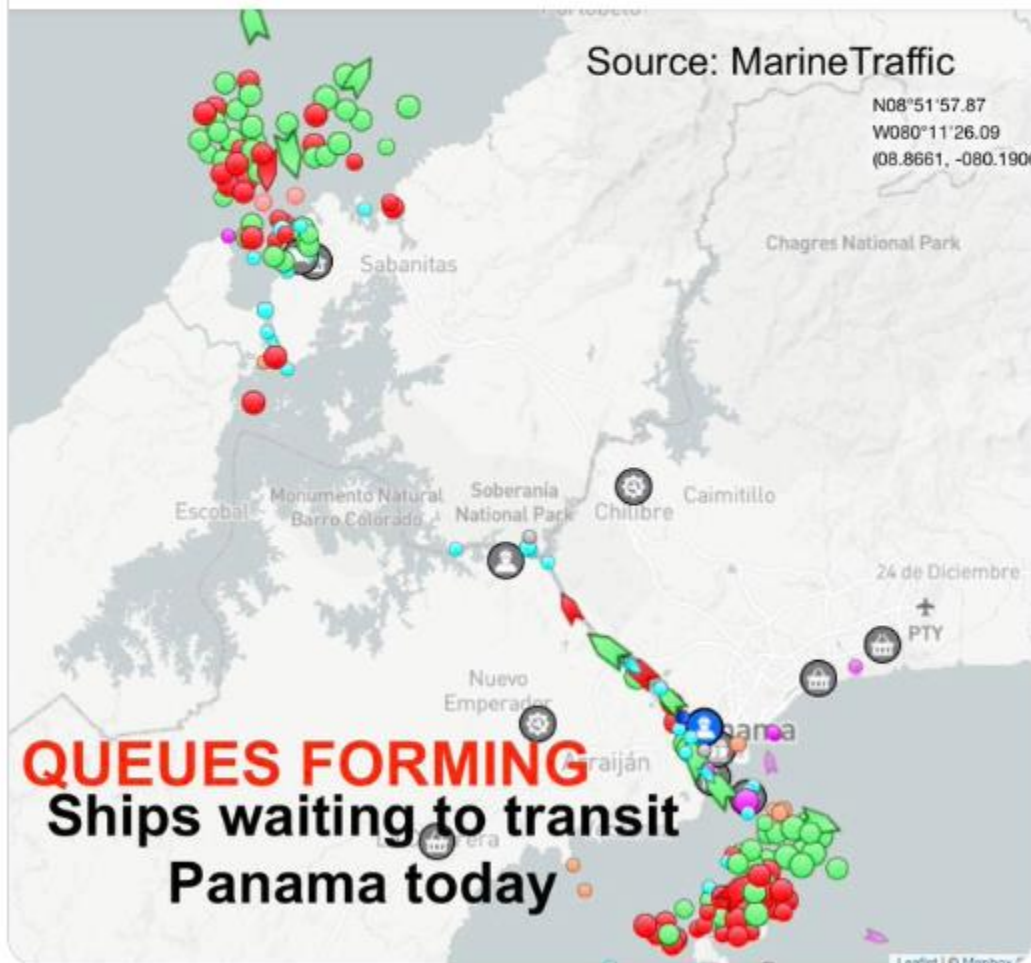 Source: MarineTraffic
N08°51'57.87
W080°11'26.09
(08.8661, -080.190
Sabanitas
Chagres National Park
Escobal
Monumento Natural
Barro Colorado
Soberanía
National Park
Chilibre
Caimitillo
24 de Diciembre
PTY
Nuevo
Emperador
nama
QUEUES FORMING
Arraiján
Ships waiting to transit
Panama today